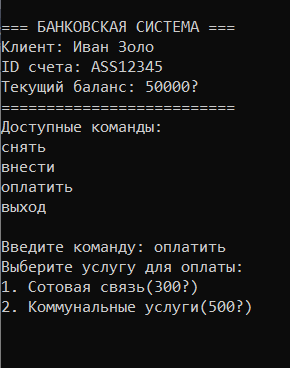 === БАНКОВСКАЯ СИСТЕМА ===
Клиент: Иван Золо
ID счета: ASS12345
Текущий баланс: 50000?
==========================
Доступные команды:
снять
внести
оплатить
выход
Введите команду: оплатить
Выберите услугу для оплаты:
1. Сотовая связь(300?)
2. Коммунальные услуги(500?)